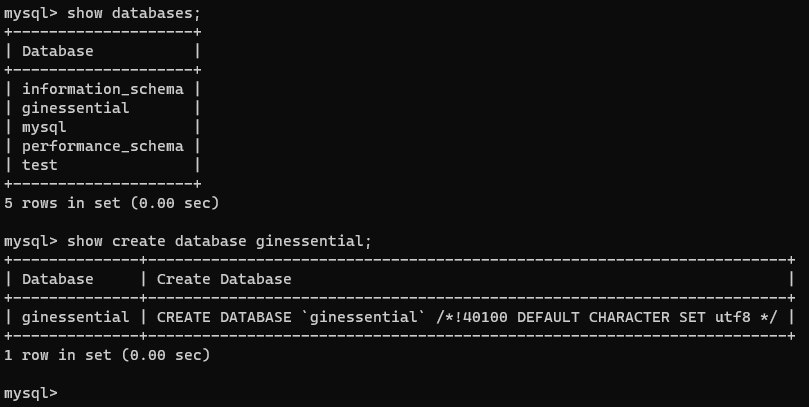 mysql> show databases;
+--------------------+
| Database           |
+--------------------+
| information_schema |
| ginessential       |
| mysql              |
| performance_schema |
| test               |
+--------------------+
5 rows in set (0.00 sec)
mysql> show create database ginessential;
+--------------+-----------------------------------------------------------------------+
| Database     | Create Database                                                       |
+--------------+-----------------------------------------------------------------------+
| ginessential | CREATE DATABASE `ginessential` /*!40100 DEFAULT CHARACTER SET utf8 */ |
+--------------+-----------------------------------------------------------------------+
1 row in set (0.00 sec)
mysql>